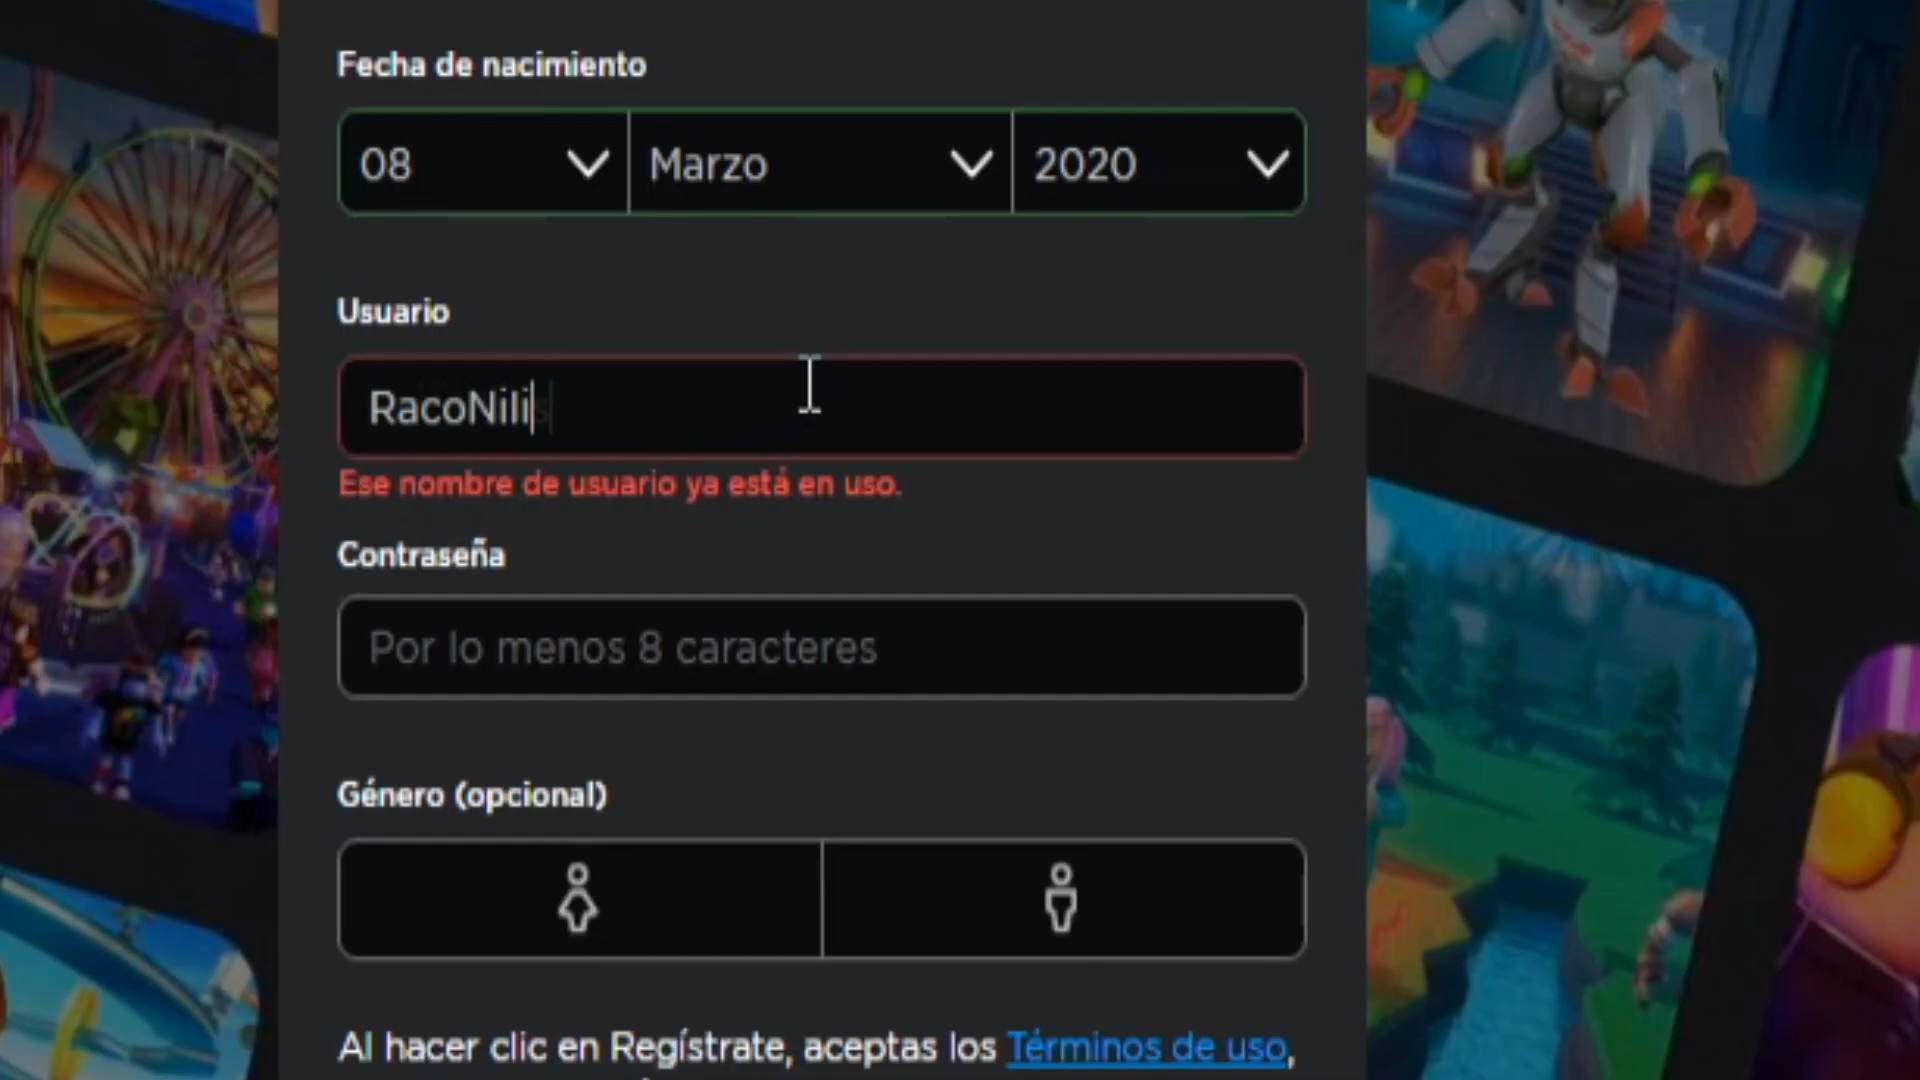 Fecha de nacimiento
08 Marzo 2020
Usuario
RacoNili
Ese nombre de usuario ya está en uso.
Contraseña
Por lo menos 8 caracteres
Género (opcional)
Al hacer clic en Regístrate, aceptas los Términos de uso,